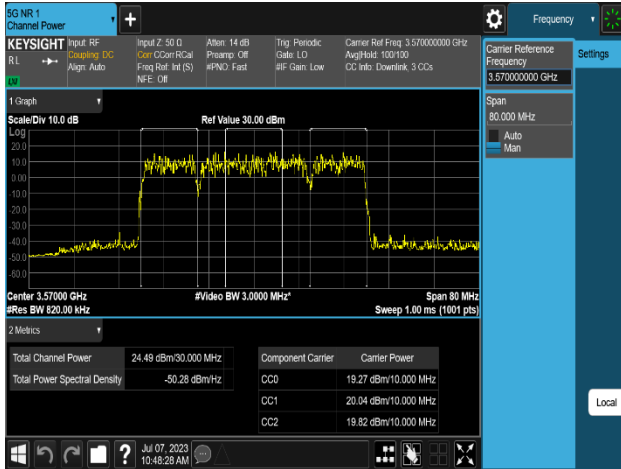 5G NR 1
Channel Power
Frequency
KEYSIGHT
R L
LXI
Input: RF
Coupling: DC
Align: Auto
Input Z: 50 Ω
Corr CCorr RCal
Freq Ref: Int (S)
NFE: Off
Atten: 14 dB
Preamp: Off
#PNO: Fast
Trig: Periodic
Gate: LO
#IF Gain: Low
Carrier Ref Freq: 3.570000000 GHz
Avg|Hold: 100/100
CC Info: Downlink, 3 CCs
Carrier Reference
Frequency
3.570000000 GHz
Settings
Span
80.000 MHz
Auto
Man
1 Graph
Scale/Div 10.0 dB
Ref Value 30.00 dBm
Log
20.0
10.0
0.00
-10.0
-20.0
-30.0
-40.0
-50.0
-60.0
Center 3.57000 GHz
#Video BW 3.0000 MHz*
Span 80 MHz
#Res BW 820.00 kHz
Sweep 1.00 ms (1001 pts)
2 Metrics
Total Channel Power 24.49 dBm/30.000 MHz
Total Power Spectral Density -50.28 dBm/Hz
Component Carrier Carrier Power
CC0 19.27 dBm/10.000 MHz
CC1 20.04 dBm/10.000 MHz
CC2 19.82 dBm/10.000 MHz
Local
?
Jul 07, 2023
10:48:28 AM